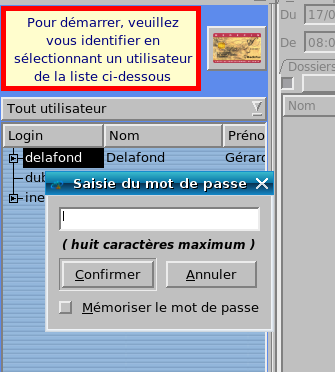 Pour démarrer, veuillez
vous identifier en
sélectionnant un utilisateur
de la liste ci-dessous
Du 17/0
De 08:0
Dossiers
Tout utilisateur
Nom
Login Nom Préno
delafond Delafond Gérard
dub
ine
Saisie du mot de passe
( huit caractères maximum )
Confirmer Annuler
Mémoriser le mot de passe